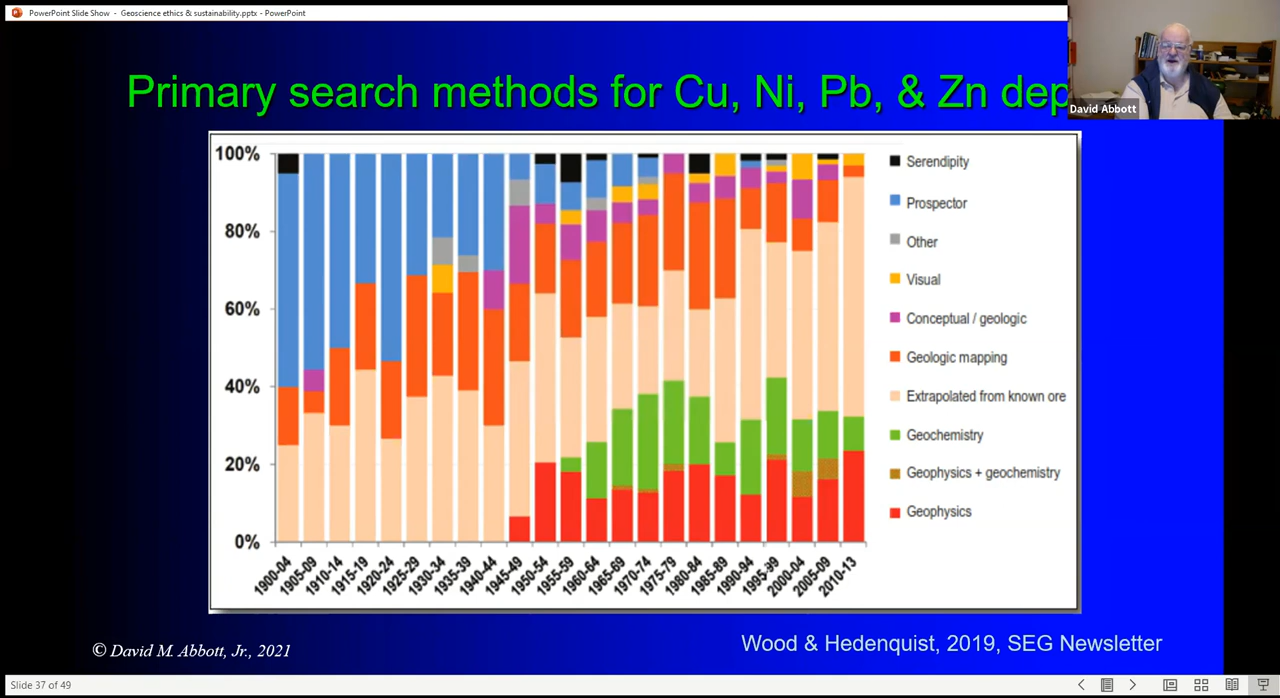 PowerPoint Slide Show - Geoscience ethics & sustainability.pptx - PowerPoint
David Abbott
Primary search methods for Cu, Ni, Pb, & Zn dep
100%
80%
60%
40%
20%
0%
1900-04
1905-09
1910-14
1915-19
1920-24
1925-29
1930-34
1935-39
1940-44
1945-49
1950-54
1955-59
1960-64
1965-69
1970-74
1975-79
1980-84
1985-89
1990-94
1995-99
2000-04
2005-09
2010-13
Serendipity
Prospector
Other
Visual
Conceptual / geologic
Geologic mapping
Extrapolated from known ore
Geochemistry
Geophysics + geochemistry
Geophysics
© David M. Abbott, Jr., 2021
Wood & Hedenquist, 2019, SEG Newsletter
Slide 37 of 49